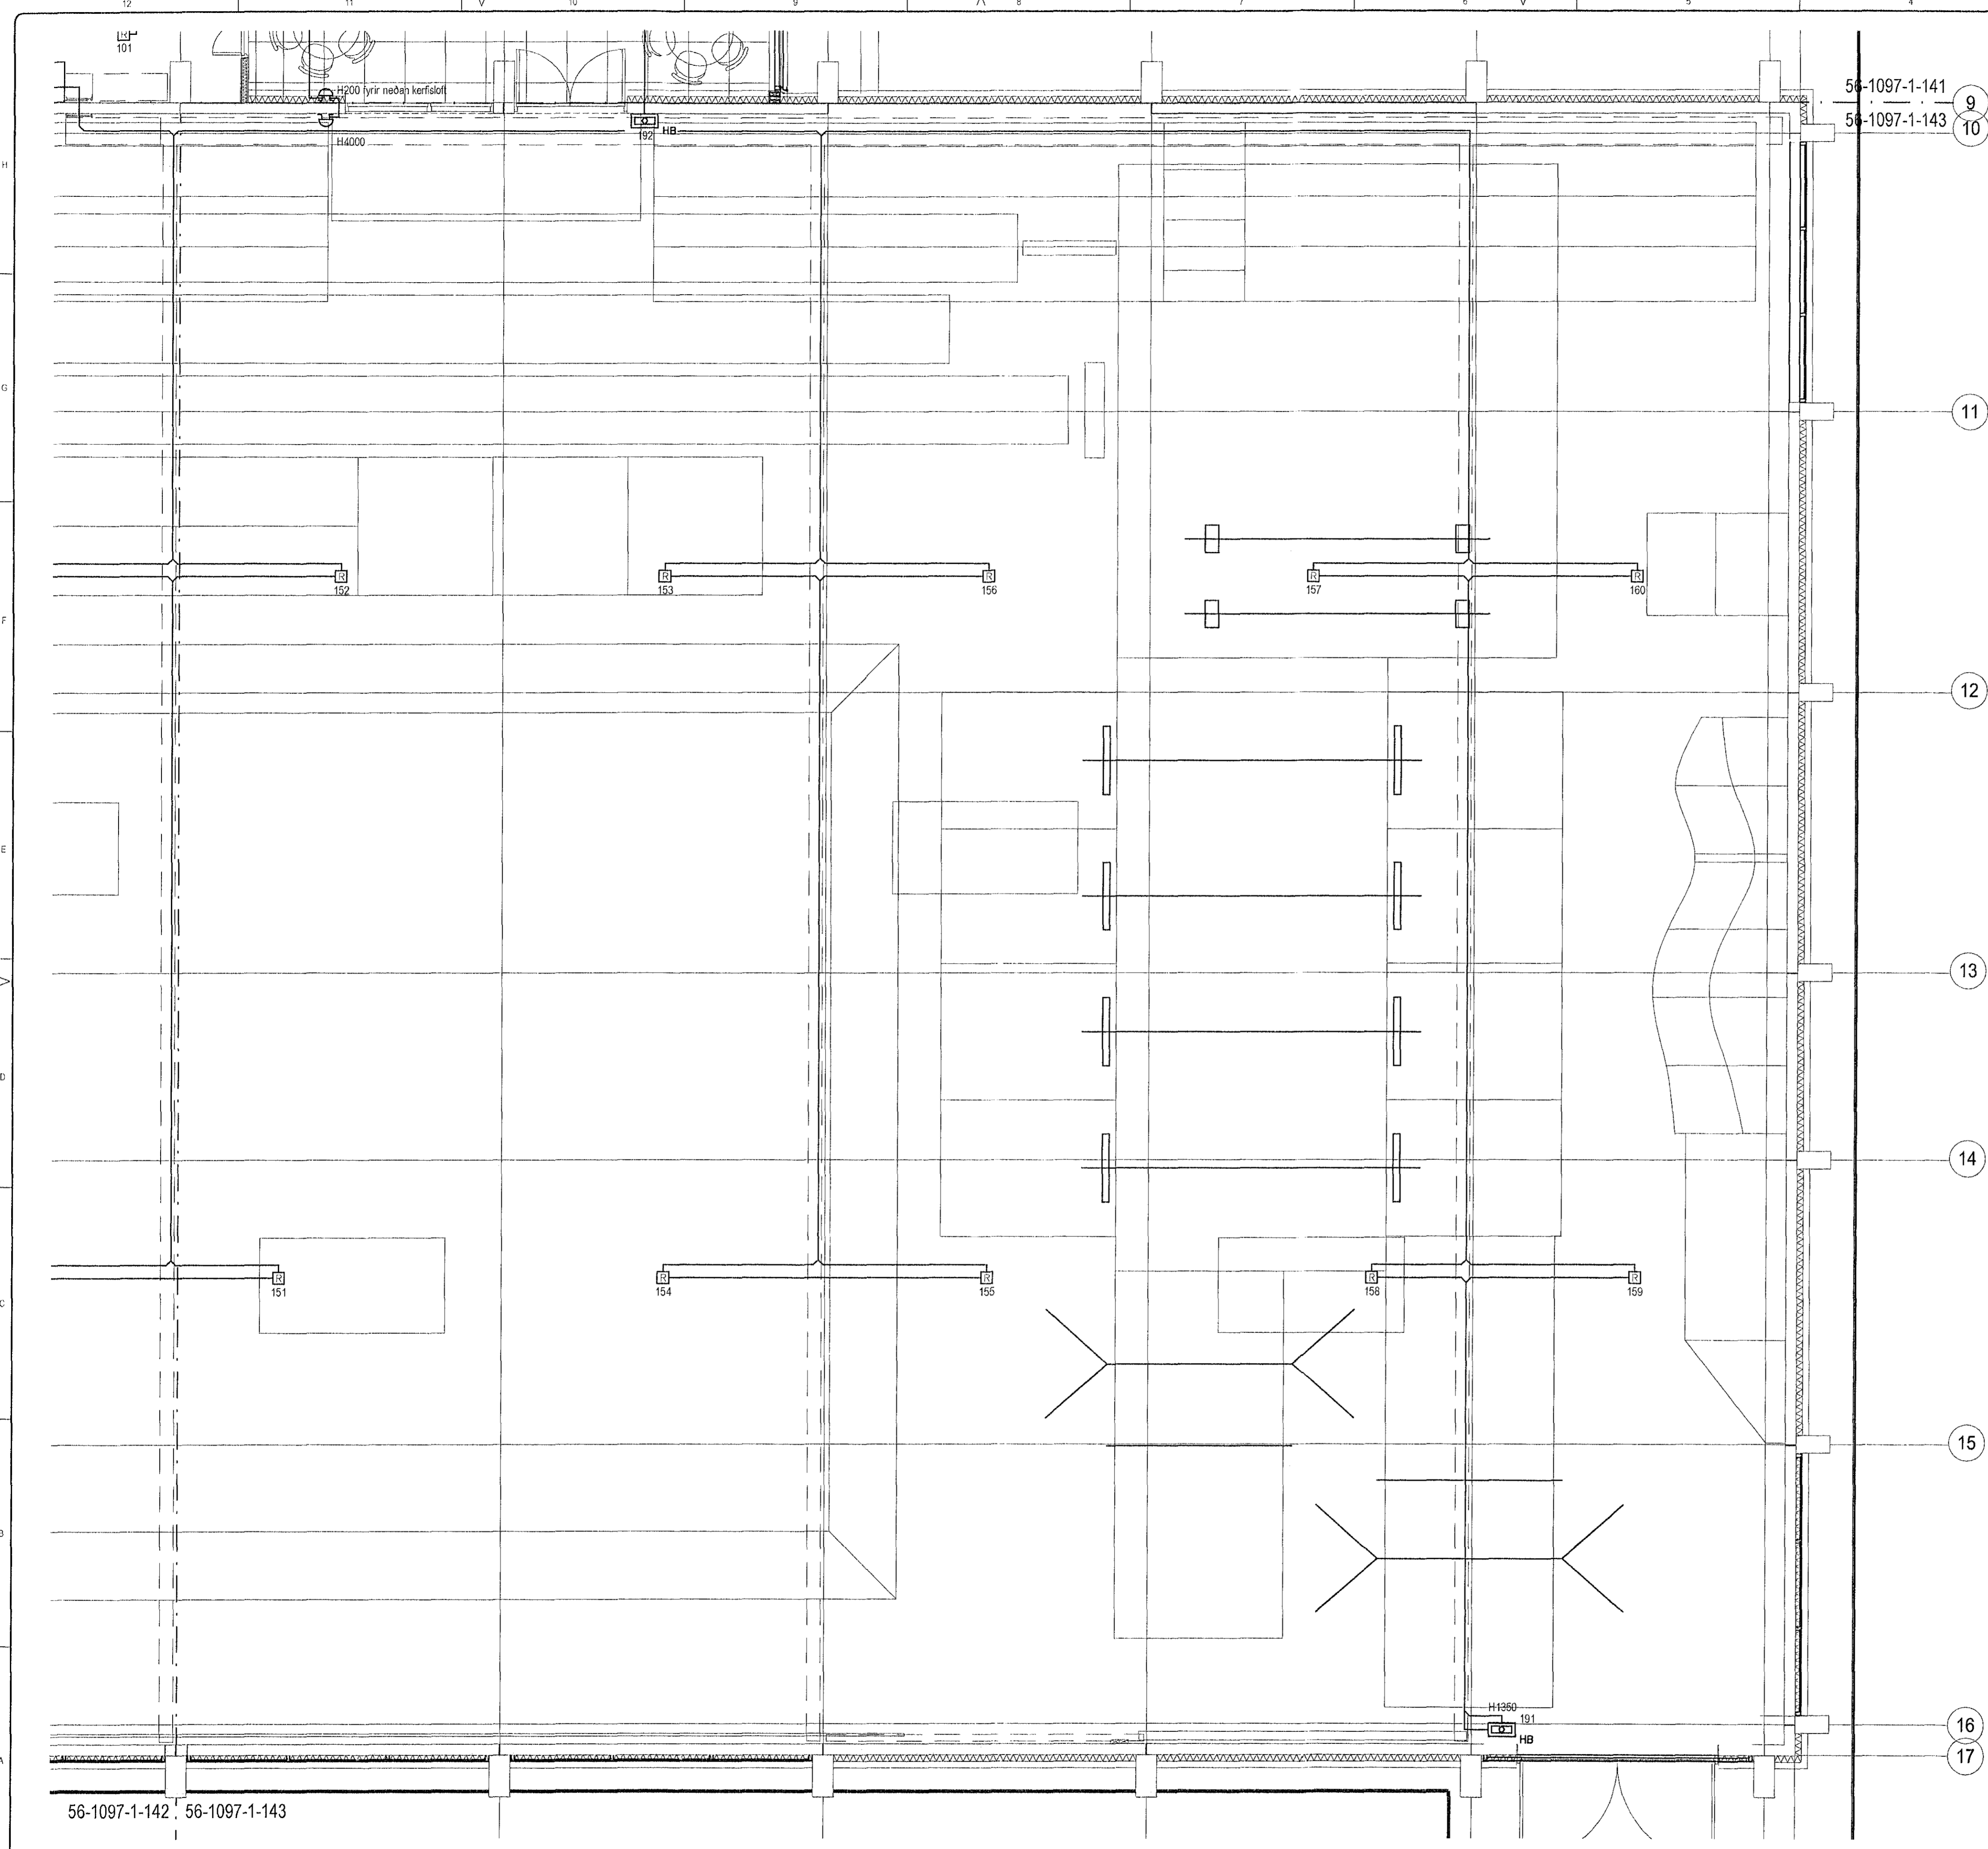 12 11 10 9 8 7 6 5 4
R
101
H200 fyrir neðan kerfisloft
56-1097-1-141
9
56-1097-1-143
10
192
HB
H4000
H
G
11
R
152
R
153
R
156
R
157
R
160
F
12
E
13
D
14
R
151
R
154
R
155
R
158
R
159
C
15
B
H1350
191
16
HB
17
A
56-1097-1-142
56-1097-1-143